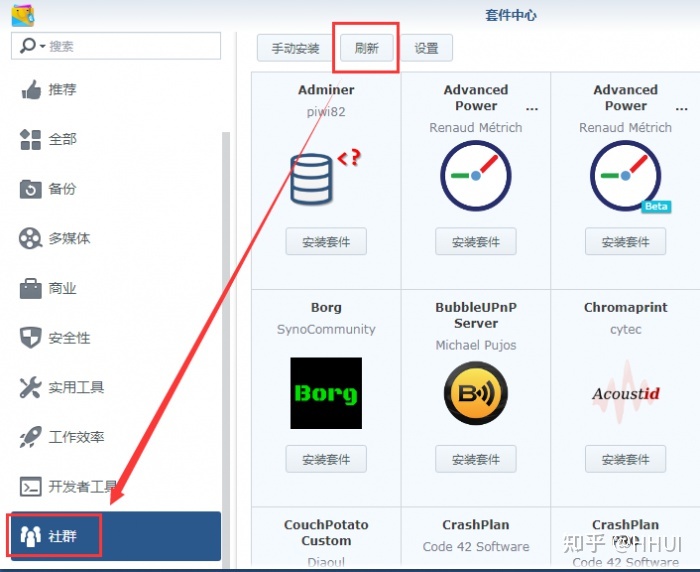 套件中心
搜索
手动安装
刷新
设置
推荐
全部
备份
多媒体
商业
安全性
实用工具
工作效率
开发者工具
社群
Adminer
piwi82
<?
安装套件
Advanced
Power ...
Renaud Métrich
安装套件
Advanced
Power ...
Renaud Métrich
Beta
安装套件
Borg
SynoCommunity
Borg
安装套件
BubbleUPnP
Server
Michael Pujos
B
安装套件
Chromaprint
cytec
Acoustid
安装套件
CouchPotato
Custom
Diaoul
CrashPlan
Code 42 Software
CrashPlan
Code 42 Software
知乎 @HHUI